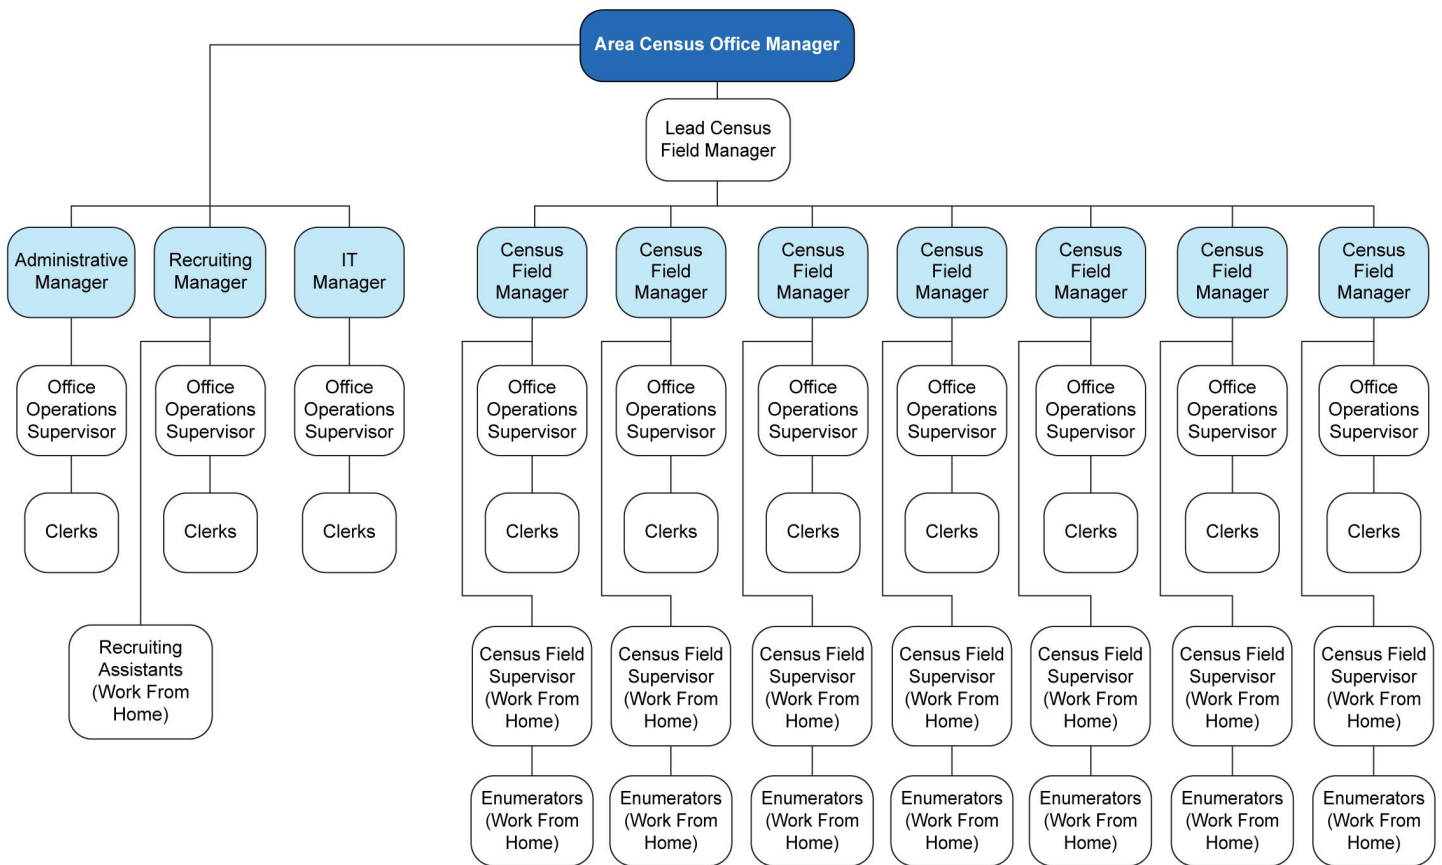 Area Census Office Manager
Lead Census
Field Manager
Administrative
Manager
Recruiting
Manager
IT
Manager
Census
Field
Manager
Census
Field
Manager
Census
Field
Manager
Census
Field
Manager
Census
Field
Manager
Census
Field
Manager
Census
Field
Manager
Office
Operations
Supervisor
Office
Operations
Supervisor
Office
Operations
Supervisor
Office
Operations
Supervisor
Office
Operations
Supervisor
Office
Operations
Supervisor
Office
Operations
Supervisor
Office
Operations
Supervisor
Office
Operations
Supervisor
Office
Operations
Supervisor
Clerks
Clerks
Clerks
Clerks
Clerks
Clerks
Clerks
Clerks
Clerks
Clerks
Recruiting
Assistants
(Work From
Home)
Census Field
Supervisor
(Work From
Home)
Census Field
Supervisor
(Work From
Home)
Census Field
Supervisor
(Work From
Home)
Census Field
Supervisor
(Work From
Home)
Census Field
Supervisor
(Work From
Home)
Census Field
Supervisor
(Work From
Home)
Census Field
Supervisor
(Work From
Home)
Enumerators
(Work From
Home)
Enumerators
(Work From
Home)
Enumerators
(Work From
Home)
Enumerators
(Work From
Home)
Enumerators
(Work From
Home)
Enumerators
(Work From
Home)
Enumerators
(Work From
Home)